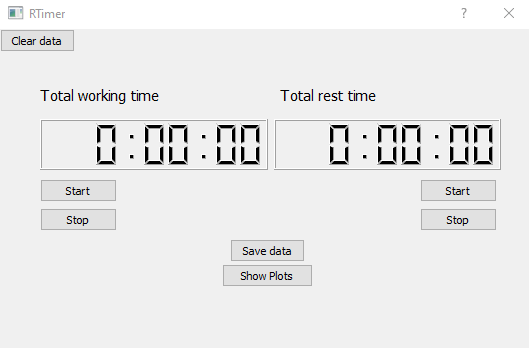 RTimer ?
Clear data
Total working time Total rest time
0:00:00 0:00:00
Start Start
Stop Stop
Save data
Show Plots